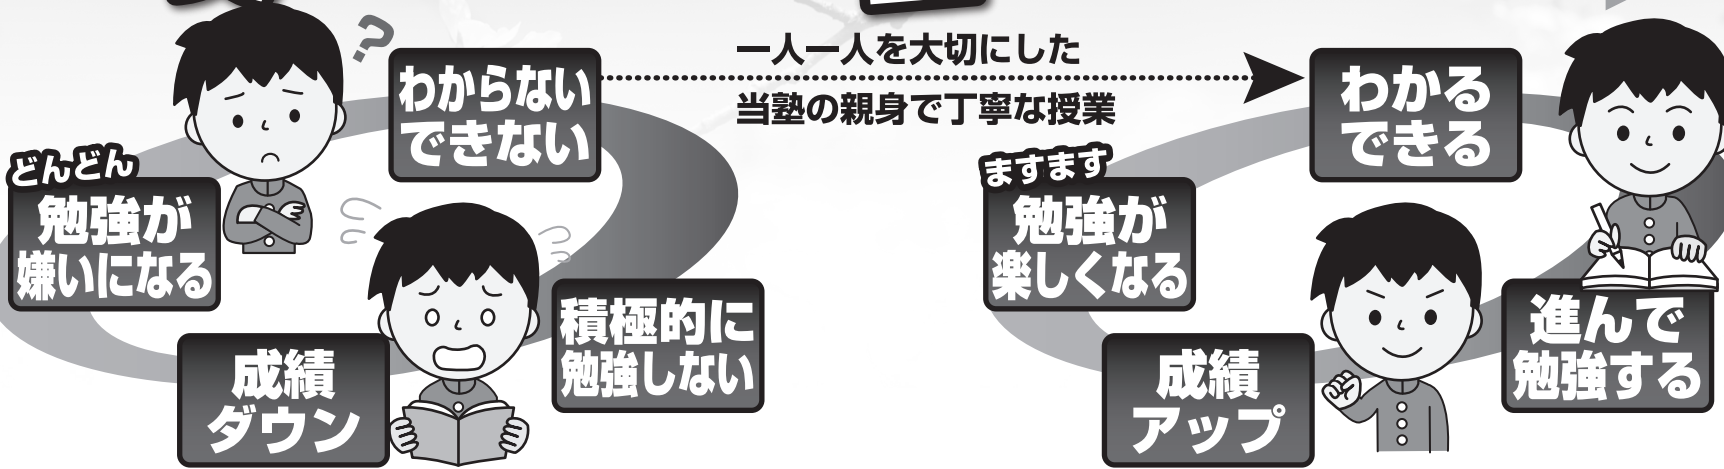 ?
わからない
できない
どんどん
勉強が
嫌いになる
積極的に
勉強しない
成績
ダウン
一人一人を大切にした
当塾の親身で丁寧な授業
わかる
できる
ますます
勉強が
楽しくなる
進んで
勉強する
成績
アップ